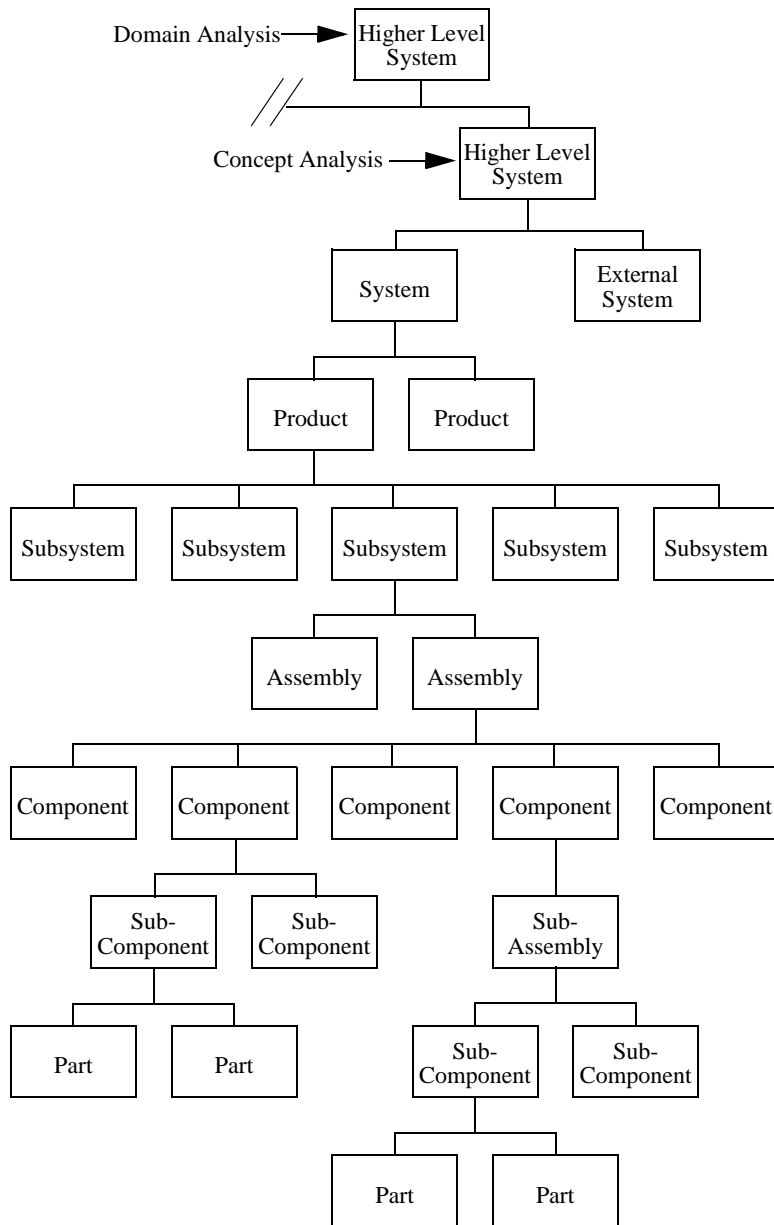 Domain Analysis
Higher Level
System
Concept Analysis
Higher Level
System
System
External
System
Product
Product
Subsystem
Subsystem
Subsystem
Subsystem
Subsystem
Assembly
Assembly
Component
Component
Component
Component
Component
Sub-
Component
Sub-
Component
Sub-
Assembly
Part
Part
Sub-
Component
Sub-
Component
Part
Part